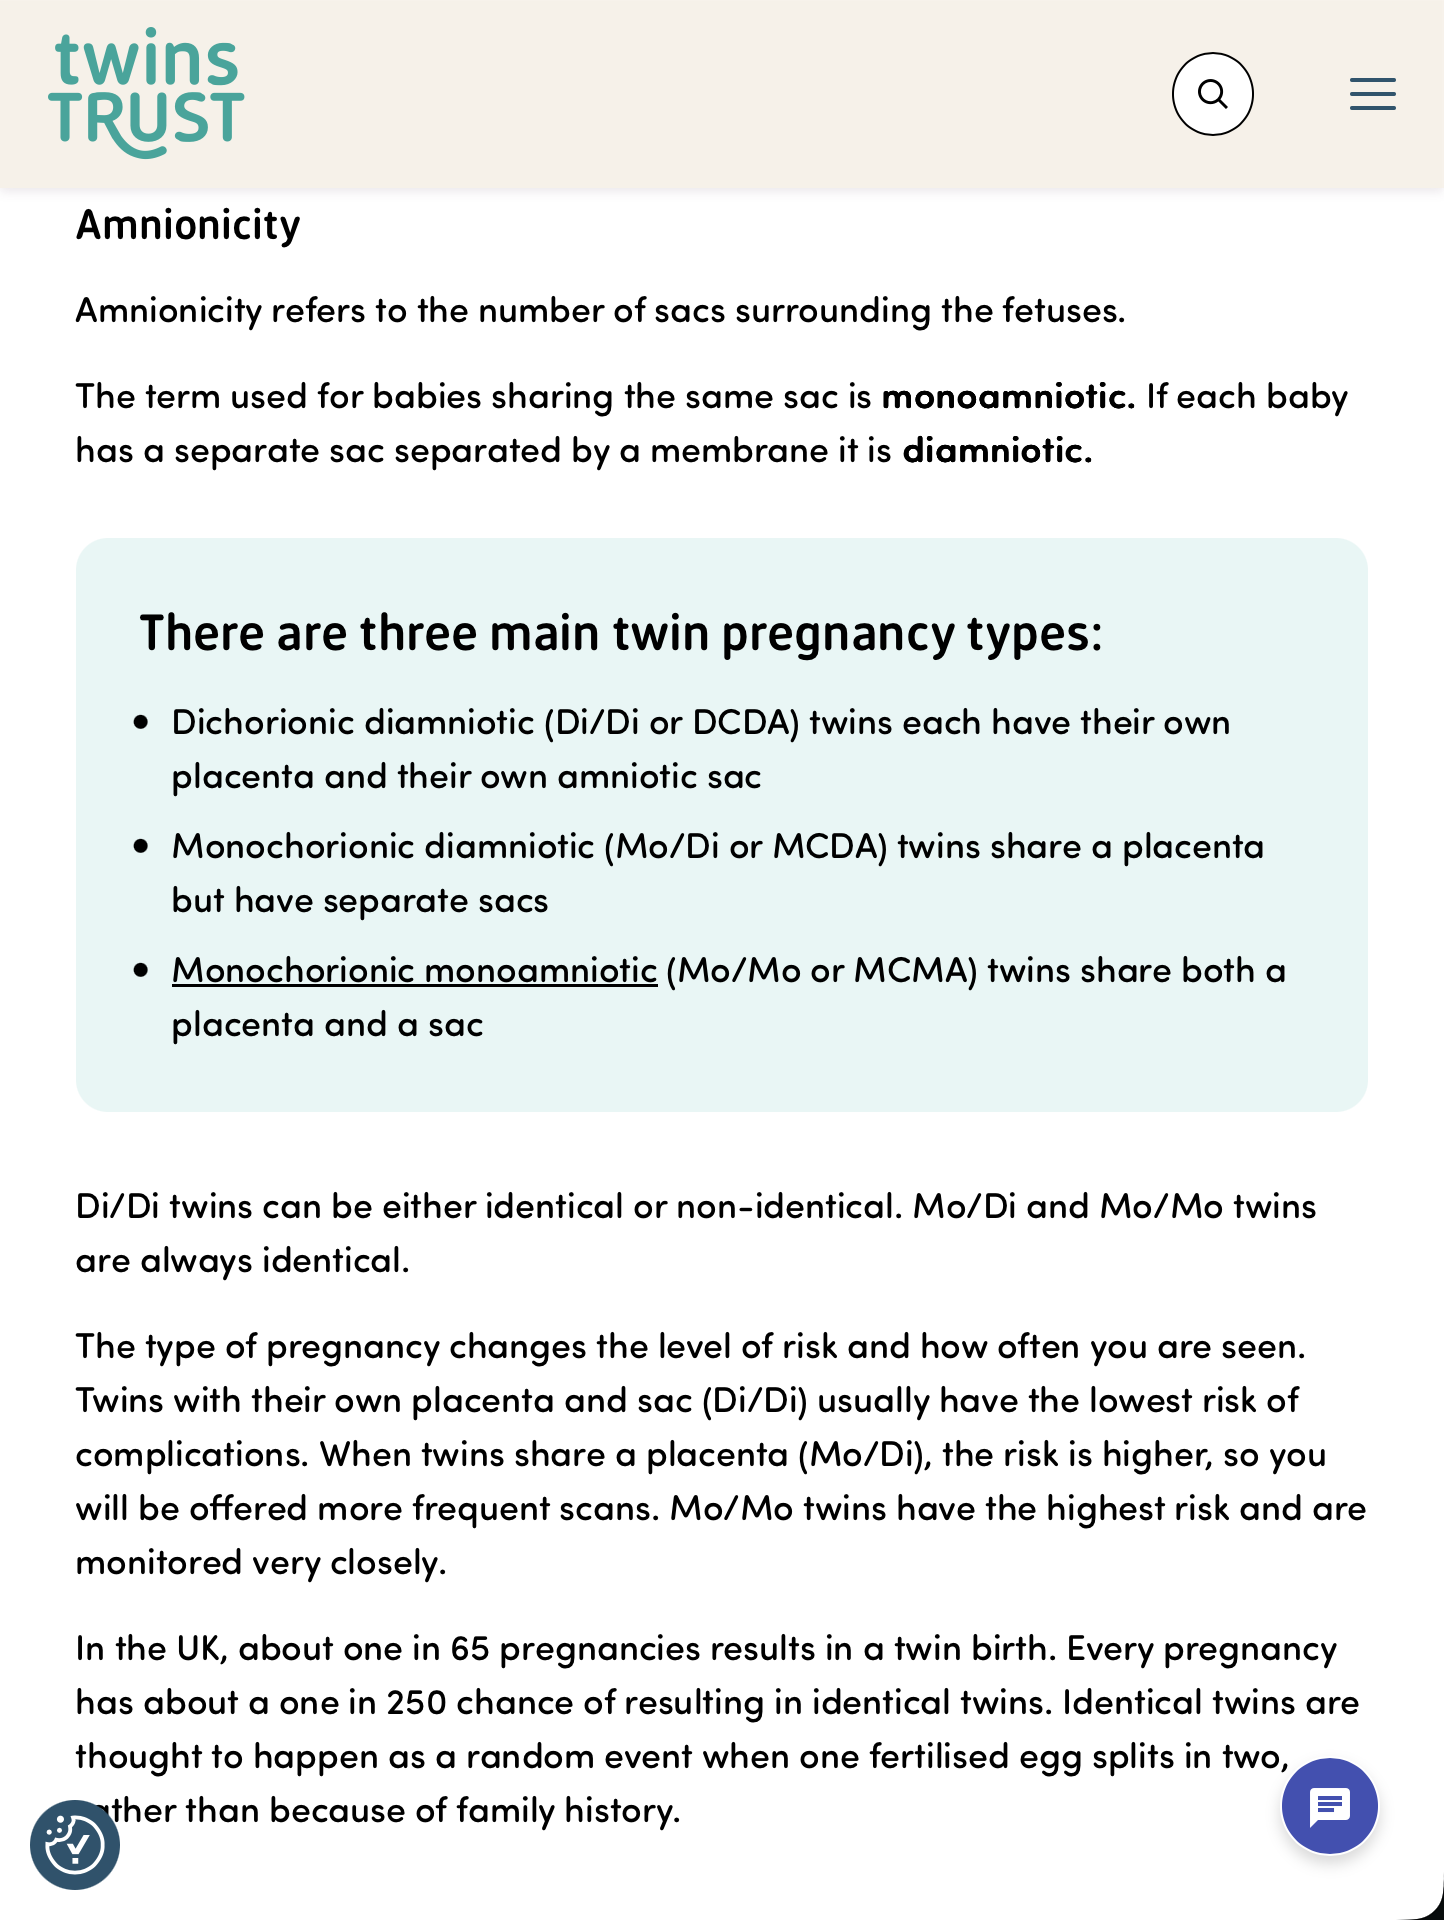 twins
TRUST
Amnionicity
Amnionicity refers to the number of sacs surrounding the fetuses.
The term used for babies sharing the same sac is monoamniotic. If each baby
has a separate sac separated by a membrane it is diamniotic.
There are three main twin pregnancy types:
• Dichorionic diamniotic (Di/Di or DCDA) twins each have their own
placenta and their own amniotic sac
• Monochorionic diamniotic (Mo/Di or MCDA) twins share a placenta
but have separate sacs
• Monochorionic monoamniotic (Mo/Mo or MCMA) twins share both a
placenta and a sac
Di/Di twins can be either identical or non-identical. Mo/Di and Mo/Mo twins
are always identical.
The type of pregnancy changes the level of risk and how often you are seen.
Twins with their own placenta and sac (Di/Di) usually have the lowest risk of
complications. When twins share a placenta (Mo/Di), the risk is higher, so you
will be offered more frequent scans. Mo/Mo twins have the highest risk and are
monitored very closely.
In the UK, about one in 65 pregnancies results in a twin birth. Every pregnancy
has about a one in 250 chance of resulting in identical twins. Identical twins are
thought to happen as a random event when one fertilised egg splits in two,
rather than because of family history.